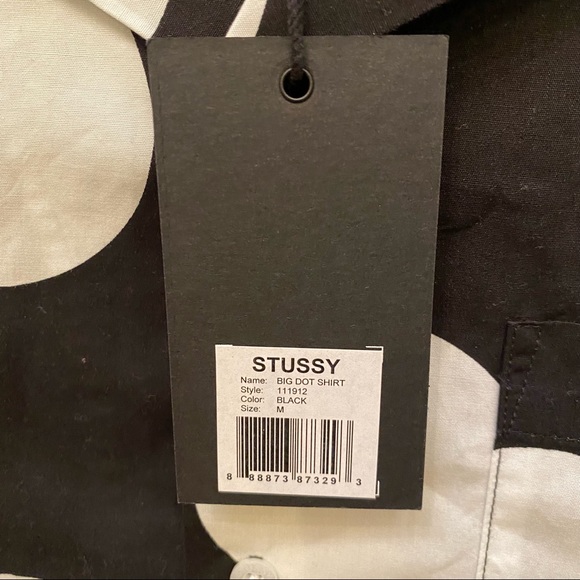 STUSSY
Name: BIG DOT SHIRT
Style: 111912
Color: BLACK
Size: M
8 88873 87329 3